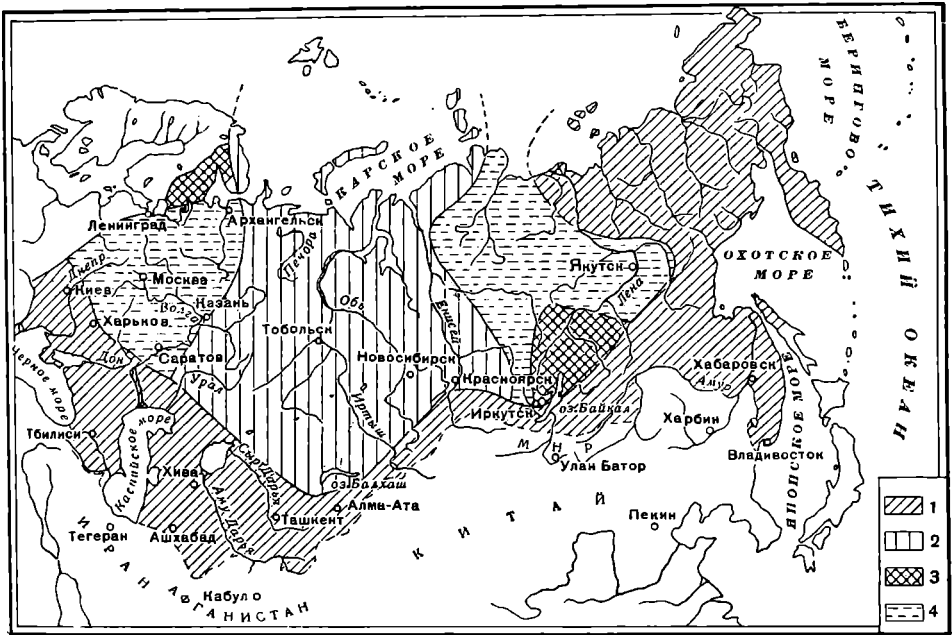 БЕРИНГОВО
МОРЕ
ТИХИЙ ОКЕАН
КАРСКОЕ
МОРЕ
Ленинград
Архангельск
Печора
ОХОТСКОЕ
МОРЕ
Якутск
Лена
Днепр
Москва
Киев
Волга
Казань
Обь
Енисей
Харьков
Тобольск
Саратов
Дон
Новосибирск
Красноярск
Хабаровск
Амур
Черное море
Урал
Иртыш
Иркутск
оз.Байкал
Харбин
ЯПОНСКОЕ МОРЕ
Тбилиси
Каспийское море
МНР
Улан Батор
Владивосток
Хива
Сыр Дарья
оз.Балхаш
Алма-Ата
Аму Дарья
Ташкент
КИТАЙ
Пекин
Тегеран
Ашхабад
ИРАН
Кабул
АФГАНИСТАН
1
2
3
4